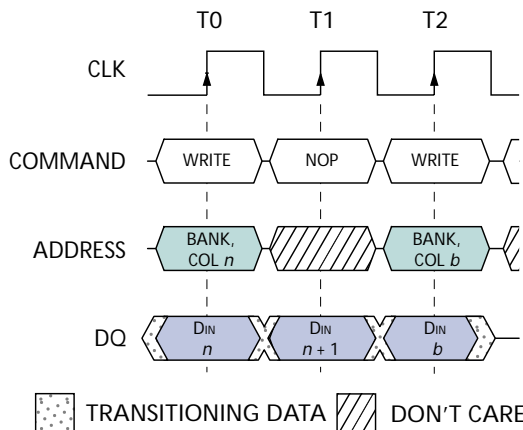 T0 T1 T2
CLK
COMMAND WRITE NOP WRITE
ADDRESS BANK, COL n BANK, COL b
DQ DIN n DIN n + 1 DIN b
TRANSITIONING DATA DON'T CARE